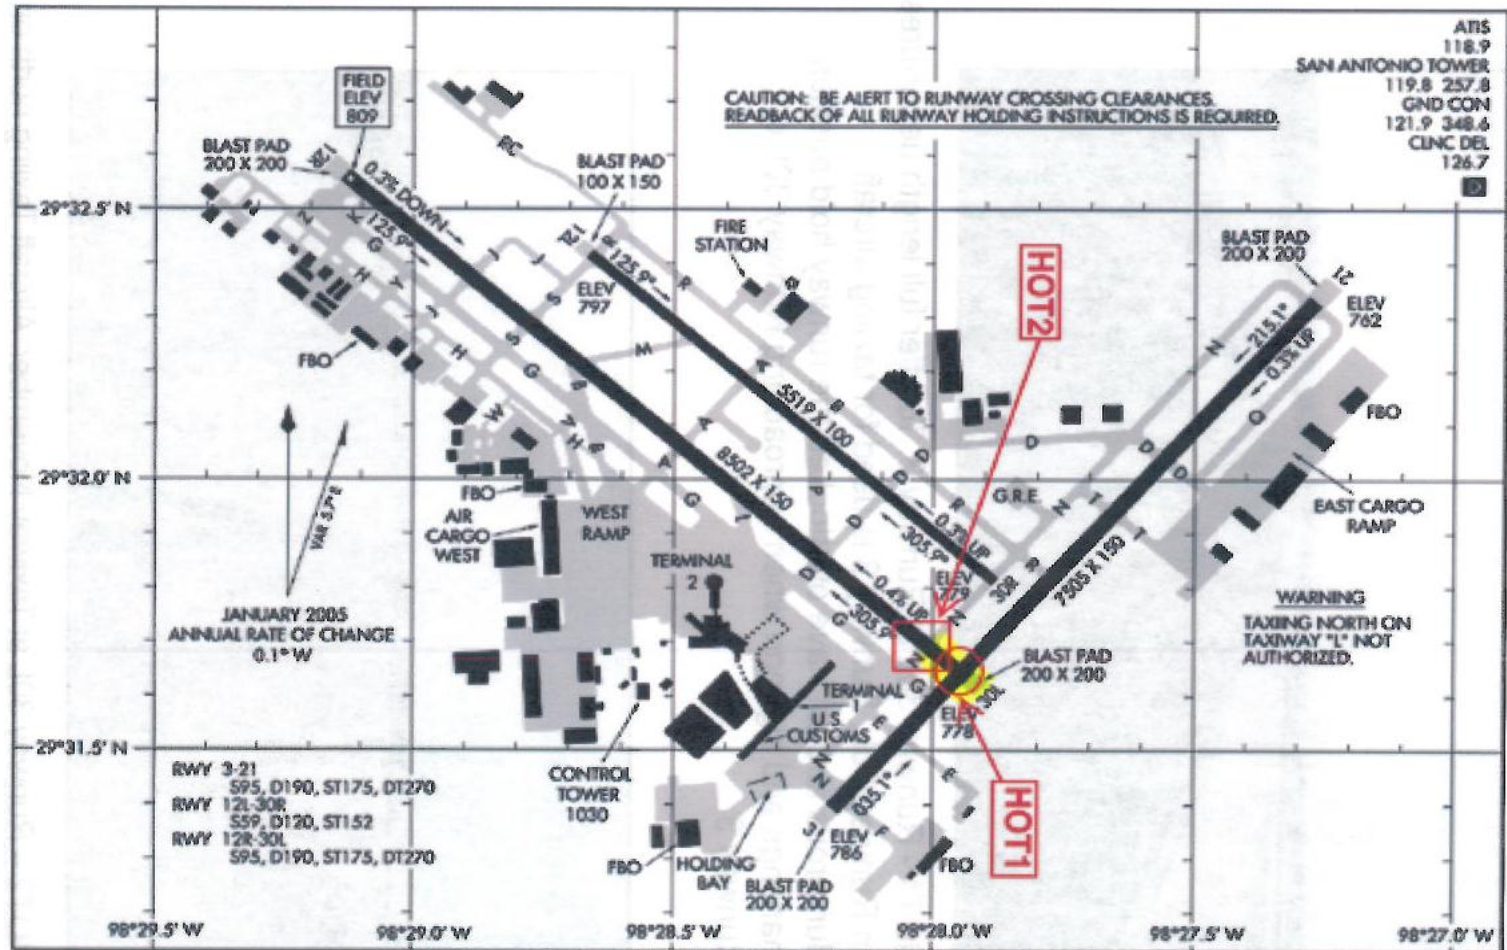 ATIS
118.9
SAN ANTONIO TOWER
119.8 257.8
GND CON
121.9 348.6
CLNC DEL
126.7
D
CAUTION: BE ALERT TO RUNWAY CROSSING CLEARANCES.
READBACK OF ALL RUNWAY HOLDING INSTRUCTIONS IS REQUIRED.
FIELD
ELEV
809
BLAST PAD
200 X 200
12R
0.3% DOWN
125.9°
BLAST PAD
100 X 150
12L
125.9°
ELEV
797
FIRE
STATION
HOT2
BLAST PAD
200 X 200
21
ELEV
762
215.1°
0.3% UP
29°32.5' N
FBO
5519 X 100
8502 X 150
FBO
29°32.0' N
G.R.E.
EAST CARGO
RAMP
VAR 5.7° E
FBO
AIR
CARGO
WEST
WEST
RAMP
TERMINAL
2
0.3% UP
305.9°
ELEV
779
30R
7505 X 150
0.4% UP
305.9°
JANUARY 2005
ANNUAL RATE OF CHANGE
0.1° W
WARNING
TAXIING NORTH ON
TAXIWAY "L" NOT
AUTHORIZED.
BLAST PAD
200 X 200
30L
ELEV
778
TERMINAL
1
U.S.
CUSTOMS
29°31.5' N
RWY 3-21
S95, D190, ST175, DT270
RWY 12L-30R
S59, D120, ST152
RWY 12R-30L
S95, D190, ST175, DT270
CONTROL
TOWER
1030
035.1°
3
ELEV
786
HOT1
FBO
HOLDING
BAY
BLAST PAD
200 X 200
FBO
98°29.5' W
98°29.0' W
98°28.5' W
98°28.0' W
98°27.5' W
98°27.0' W